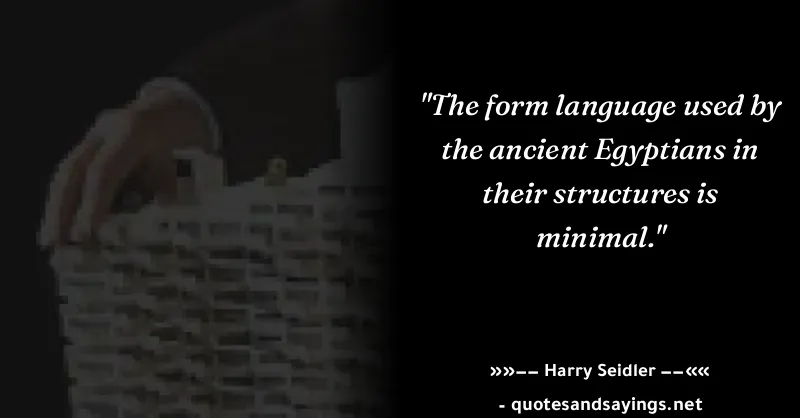 "The form language used by
the ancient Egyptians in
their structures is
minimal."
»»−− Harry Seidler −−««
- quotesandsayings.net